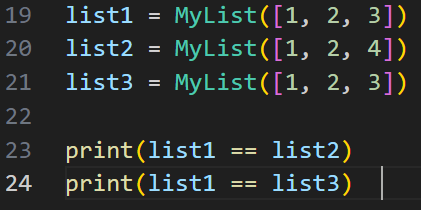 19 list1 = MyList([1, 2, 3])
20 list2 = MyList([1, 2, 4])
21 list3 = MyList([1, 2, 3])
22
23 print(list1 == list2)
24 print(list1 == list3)